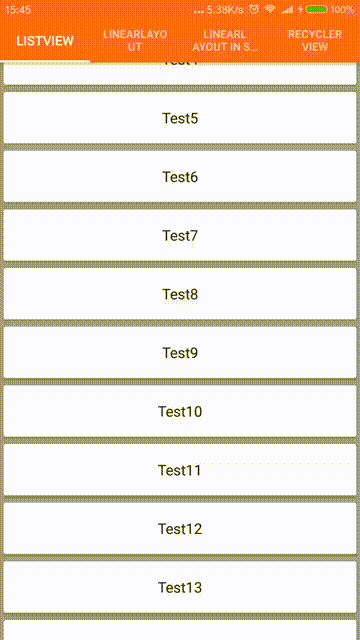 15:45 ... 5.38K/s 100%
LISTVIEW
LINEARLAYO
UT
LINEARL
AYOUT IN S...
RECYCLER
VIEW
Test5
Test6
Test7
Test8
Test9
Test10
Test11
Test12
Test13